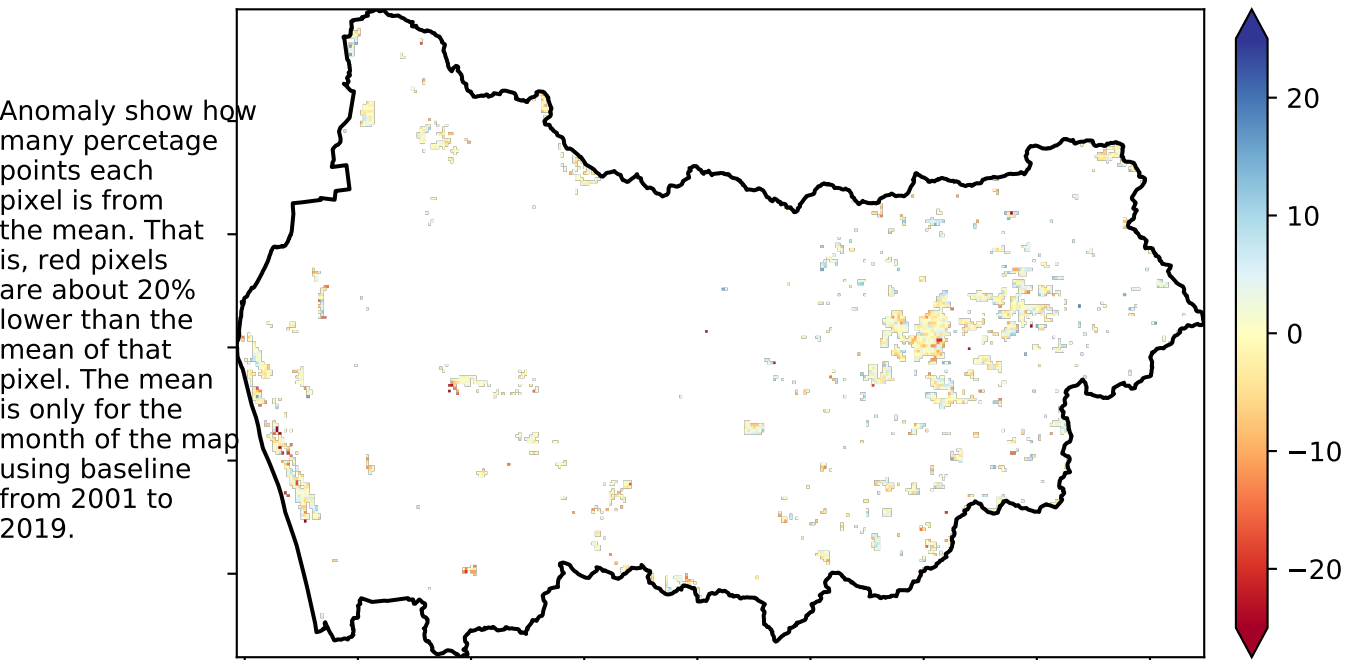 Anomaly show how
many percetage
points each
pixel is from
the mean. That
is, red pixels
are about 20%
lower than the
mean of that
pixel. The mean
is only for the
month of the map
using baseline
from 2001 to
2019.
20
10
0
−10
−20